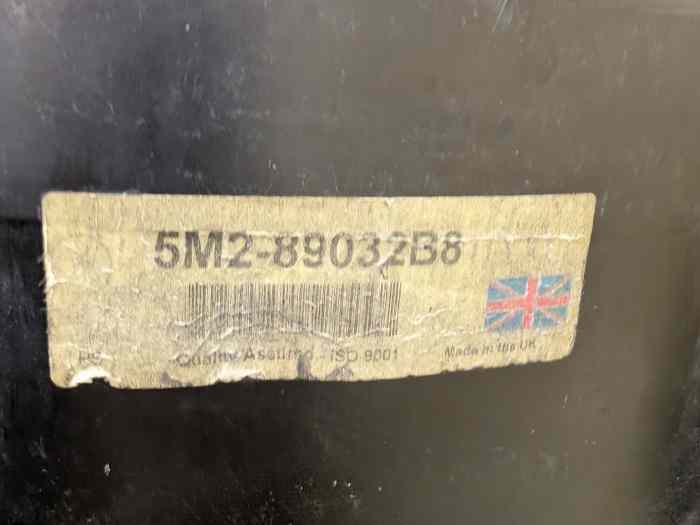 5M2-89032B8
Quality Assured - ISO 9001
Made in the UK